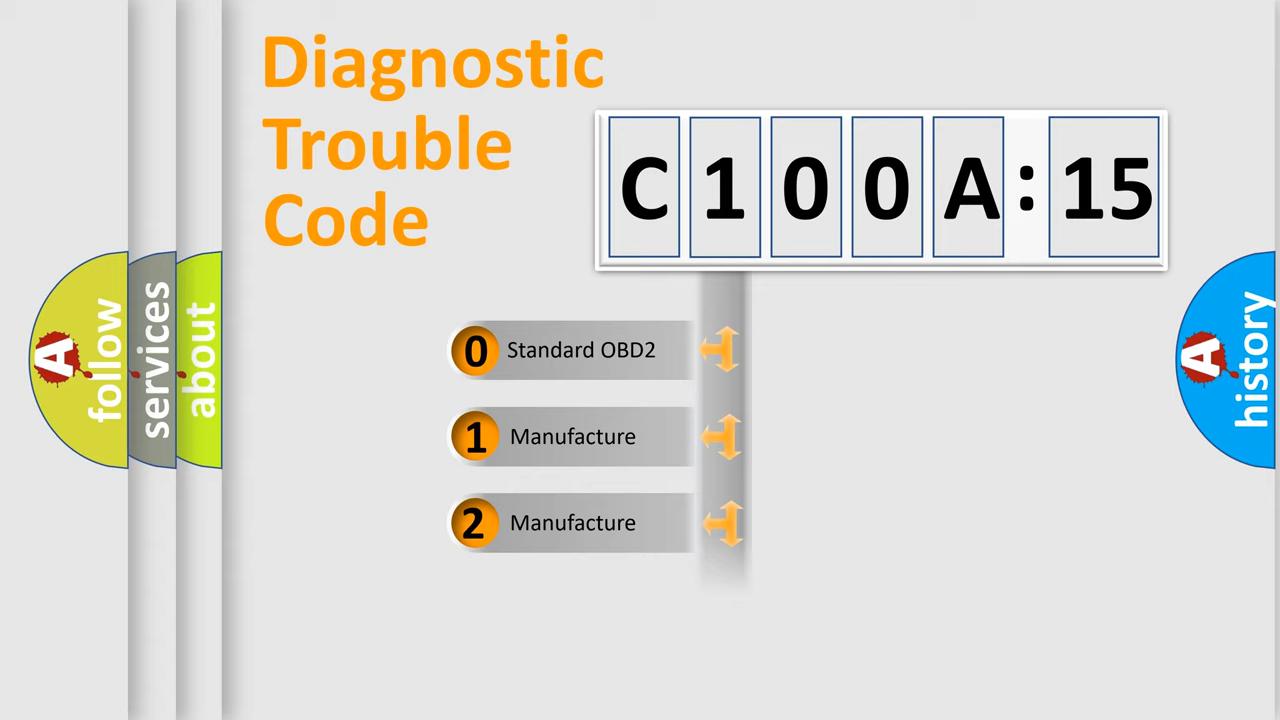 Diagnostic
Trouble
Code
C100A:15
0 Standard OBD2
1 Manufacture
2 Manufacture
A follow
services
about
A history